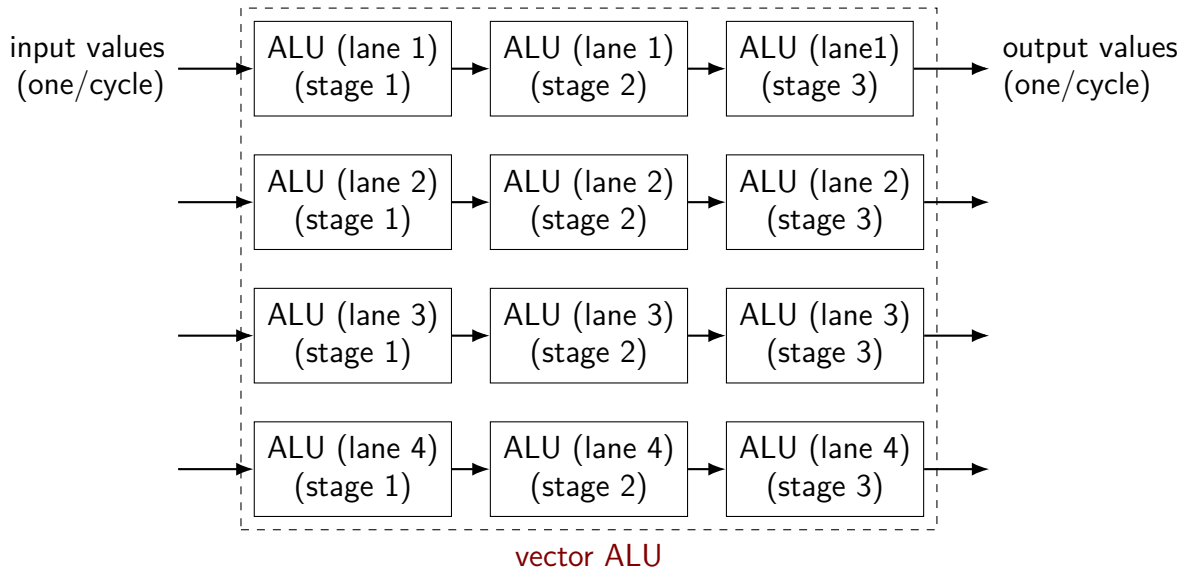 input values
(one/cycle)
ALU (lane 1)
(stage 1)
ALU (lane 1)
(stage 2)
ALU (lane1)
(stage 3)
output values
(one/cycle)
ALU (lane 2)
(stage 1)
ALU (lane 2)
(stage 2)
ALU (lane 2)
(stage 3)
ALU (lane 3)
(stage 1)
ALU (lane 3)
(stage 2)
ALU (lane 3)
(stage 3)
ALU (lane 4)
(stage 1)
ALU (lane 4)
(stage 2)
ALU (lane 4)
(stage 3)
vector ALU